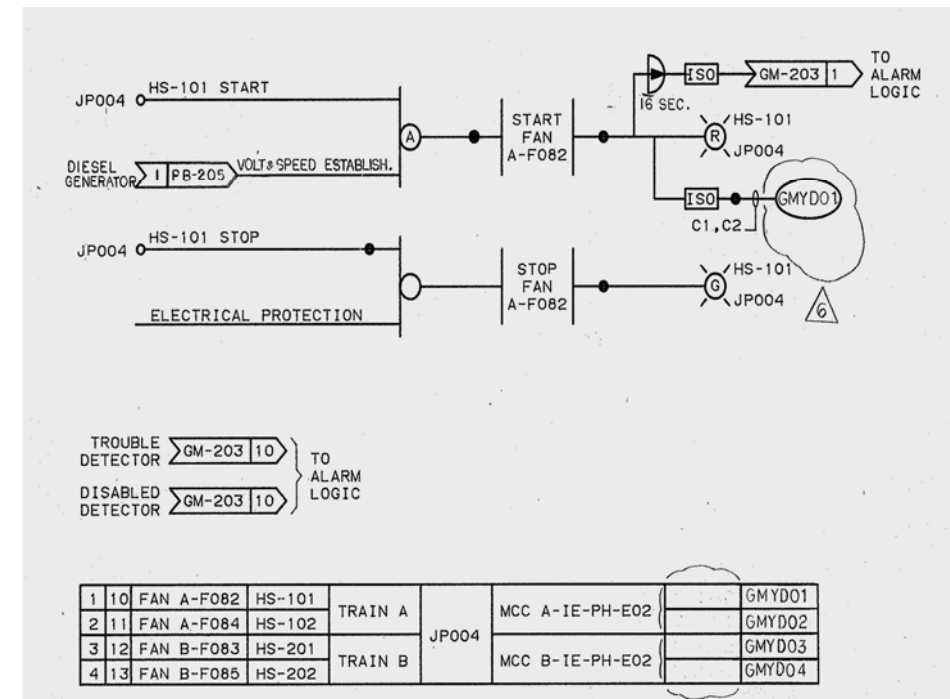 TO
ALARM
LOGIC
HS-101 START
JP004
ISO
GM-203 1
16 SEC.
START
FAN
A-F082
A
R
HS-101
JP004
DIESEL
GENERATOR
1 PB-205
VOLT & SPEED ESTABLISH.
ISO
GMYD01
C1,C2
HS-101 STOP
JP004
STOP
FAN
A-F082
G
HS-101
JP004
ELECTRICAL PROTECTION
6
TROUBLE
DETECTOR
GM-203 10
DISABLED
DETECTOR
GM-203 10
TO
ALARM
LOGIC
1 10 FAN A-F082 HS-101 TRAIN A JP004 MCC A-IE-PH-E02 GMYD01
2 11 FAN A-F084 HS-102 GMYD02
3 12 FAN B-F083 HS-201 TRAIN B MCC B-IE-PH-E02 GMYD03
4 13 FAN B-F085 HS-202 GMYD04